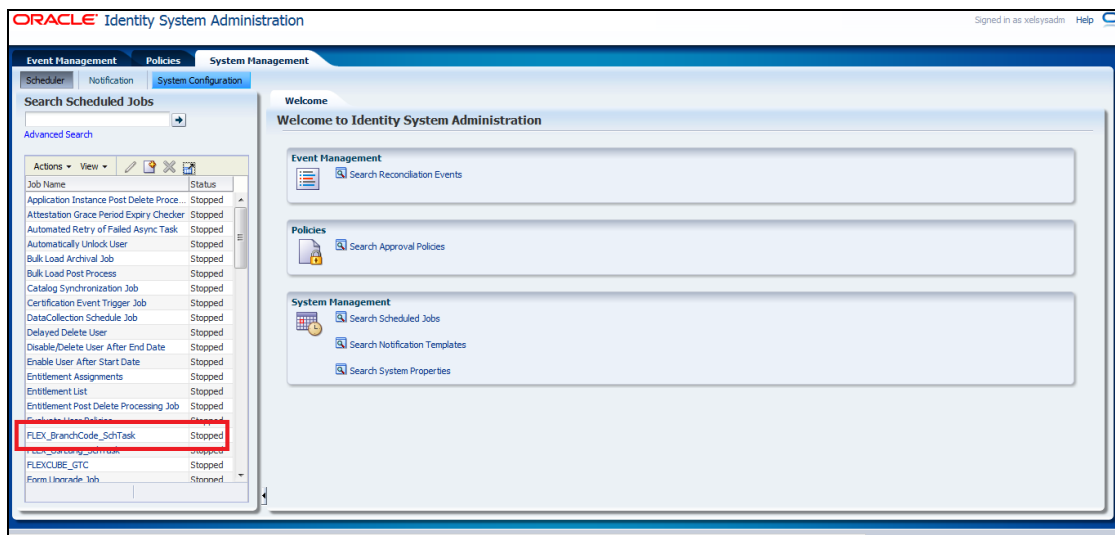 ORACLE Identity System Administration
Signed in as xelsysadm Help
Event Management Policies System Management
Scheduler Notification System Configuration
Search Scheduled Jobs
Advanced Search
Actions View
Job Name Status
Application Instance Post Delete Proce... Stopped
Attestation Grace Period Expiry Checker Stopped
Automated Retry of Failed Async Task Stopped
Automatically Unlock User Stopped
Bulk Load Archival Job Stopped
Bulk Load Post Process Stopped
Catalog Synchronization Job Stopped
Certification Event Trigger Job Stopped
DataCollection Schedule Job Stopped
Delayed Delete User Stopped
Disable/Delete User After End Date Stopped
Enable User After Start Date Stopped
Entitlement Assignments Stopped
Entitlement List Stopped
Entitlement Post Delete Processing Job Stopped
Evaluate User Policies Stopped
FLEX_BranchCode_SchTask Stopped
FLEXCUBE_GTC Stopped
Form Upgrade Job Stopped
Welcome
Welcome to Identity System Administration
Event Management
Search Reconciliation Events
Policies
Search Approval Policies
System Management
Search Scheduled Jobs
Search Notification Templates
Search System Properties